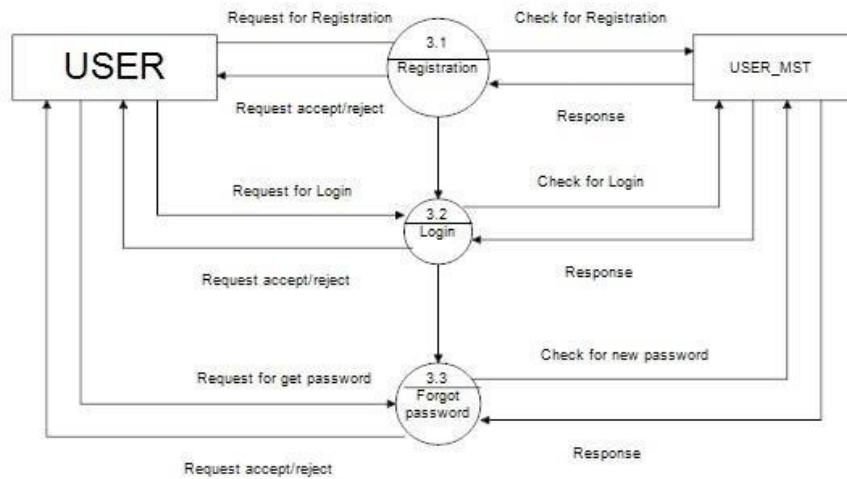 Request for Registration
Check for Registration
3.1
Registration
USER
USER_MST
Request accept/reject
Response
Request for Login
Check for Login
3.2
Login
Request accept/reject
Response
Check for new password
Request for get password
3.3
Forgot
password
Response
Request accept/reject